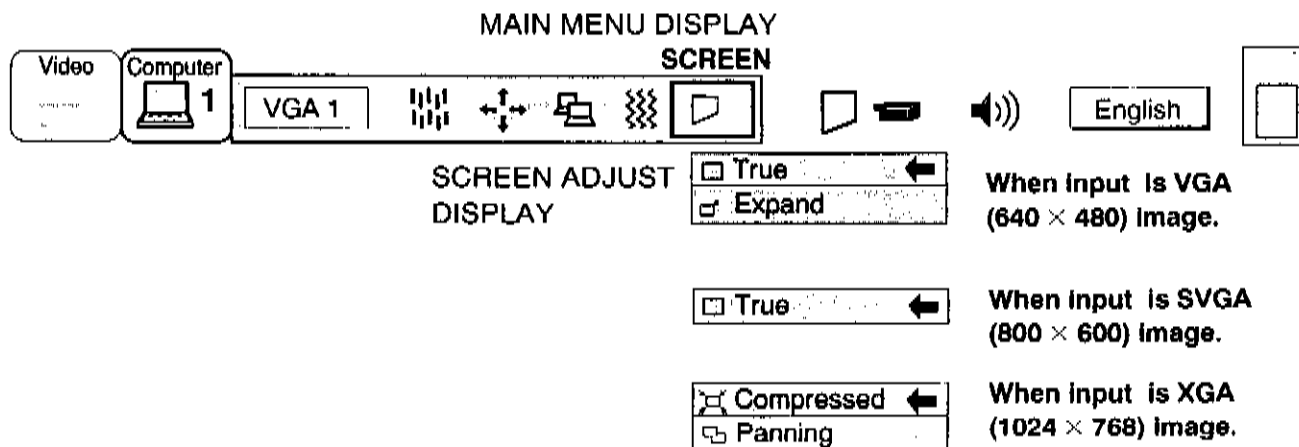 MAIN MENU DISPLAY
SCREEN
Video
Computer
1
VGA 1
English
SCREEN ADJUST
DISPLAY
True
Expand
When input is VGA
(640 × 480) image.
True
When input is SVGA
(800 × 600) image.
Compressed
Panning
When input is XGA
(1024 × 768) image.